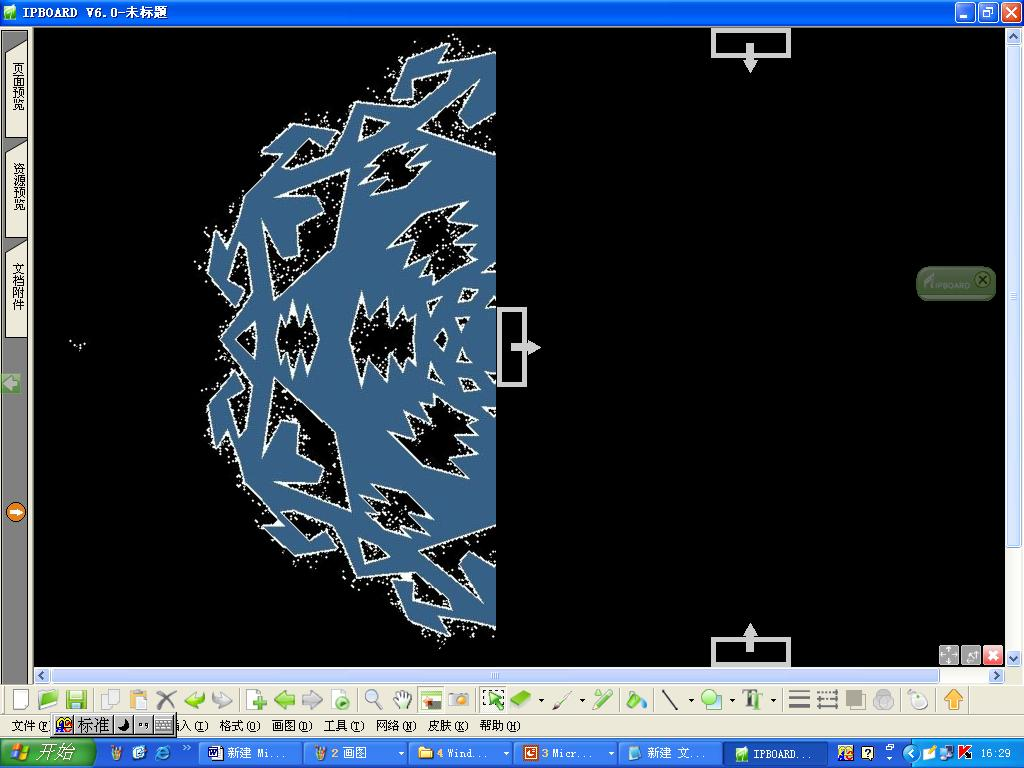 IPBOARD V6.0-未标题
页面预览
资源预览
文档附件
IPBOARD
文件(F
标准
入(I) 格式(O) 画图(D) 工具(T) 网络(N) 皮肤(K) 帮助(H)
开始 新建 Mi... 2 画图 4 Wind... 3 Micr... 新建 文... IPBOARD... 16:29